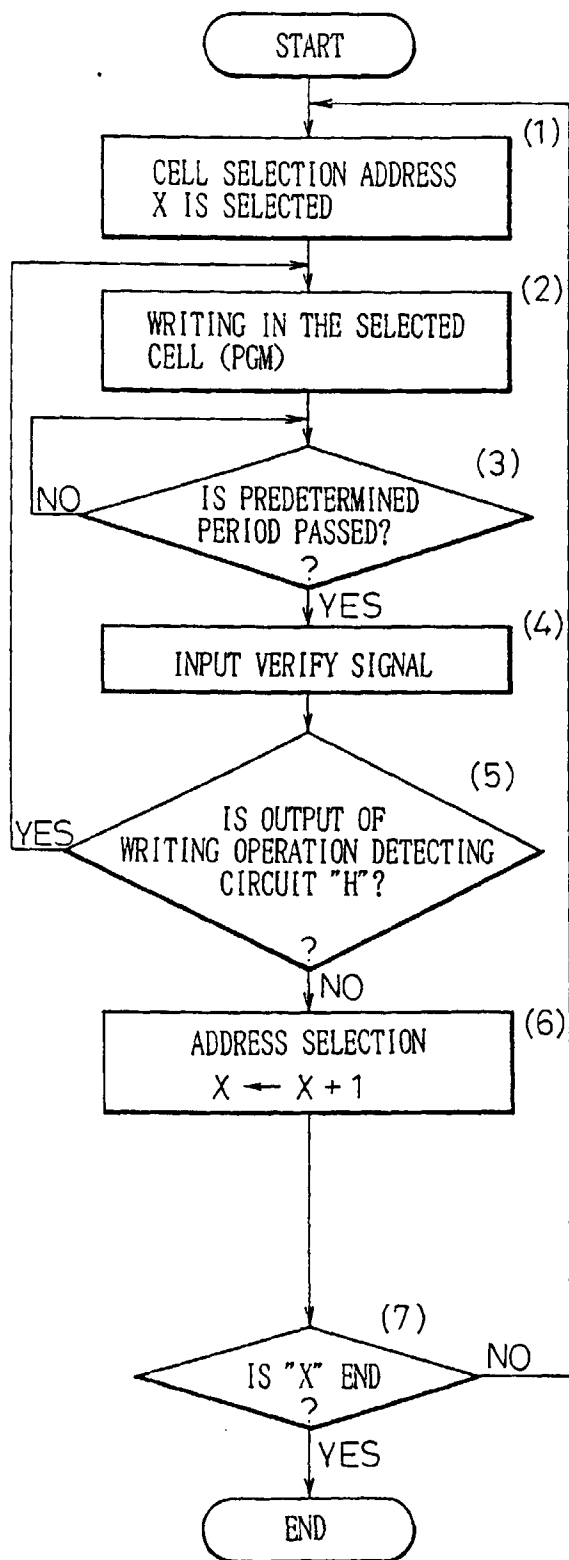 START
(1)
CELL SELECTION ADDRESS
X IS SELECTED
(2)
WRITING IN THE SELECTED
CELL (PGM)
(3)
NO
IS PREDETERMINED
PERIOD PASSED?
?
YES
(4)
INPUT VERIFY SIGNAL
(5)
YES
IS OUTPUT OF
WRITING OPERATION DETECTING
CIRCUIT "H"?
?
NO
(6)
ADDRESS SELECTION
X ← X + 1
(7)
IS "X" END
NO
?
YES
END